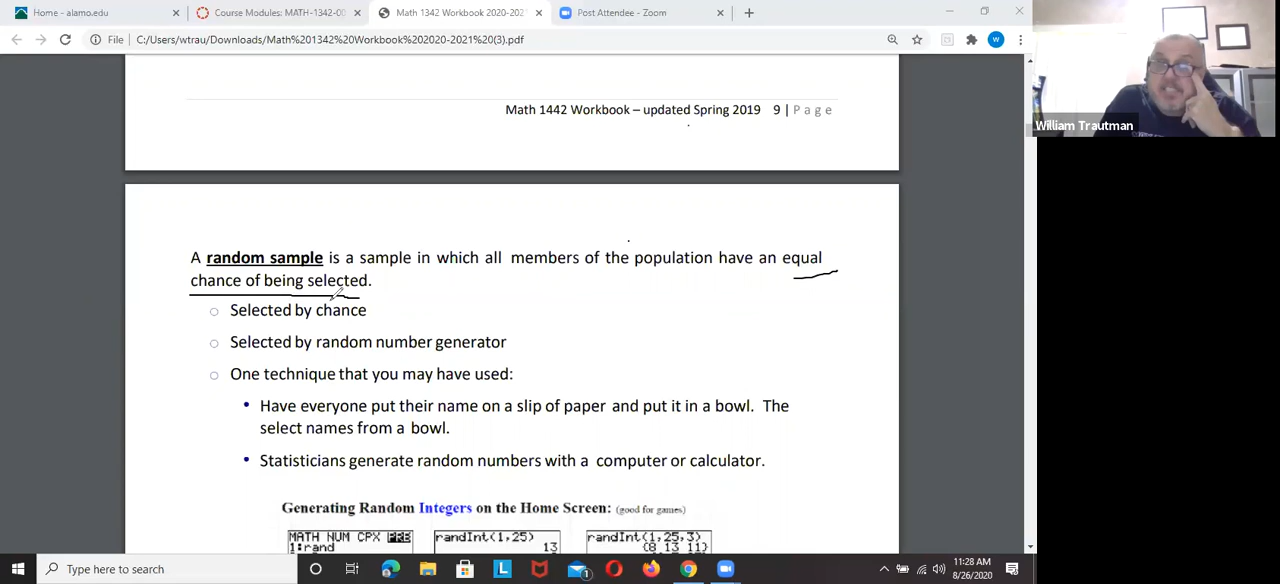 Home - alamo.edu
Course Modules: MATH-1342-00
Math 1342 Workbook 2020-202
Post Attendee - Zoom
File
C:/Users/wtrau/Downloads/Math%201342%20Workbook%202020-2021%20(3).pdf
W
William Trautman
Math 1442 Workbook – updated Spring 2019 9 | Page
A random sample is a sample in which all members of the population have an equal
chance of being selected.
Selected by chance
Selected by random number generator
One technique that you may have used:
Have everyone put their name on a slip of paper and put it in a bowl. The
select names from a bowl.
Statisticians generate random numbers with a computer or calculator.
Generating Random Integers on the Home Screen: (good for games)
MATH NUM CPX PRB
1:rand
randInt(1,25)
13
randInt(1,25,3)
{8 13 11}
Type here to search
L
1
11:28 AM
8/26/2020